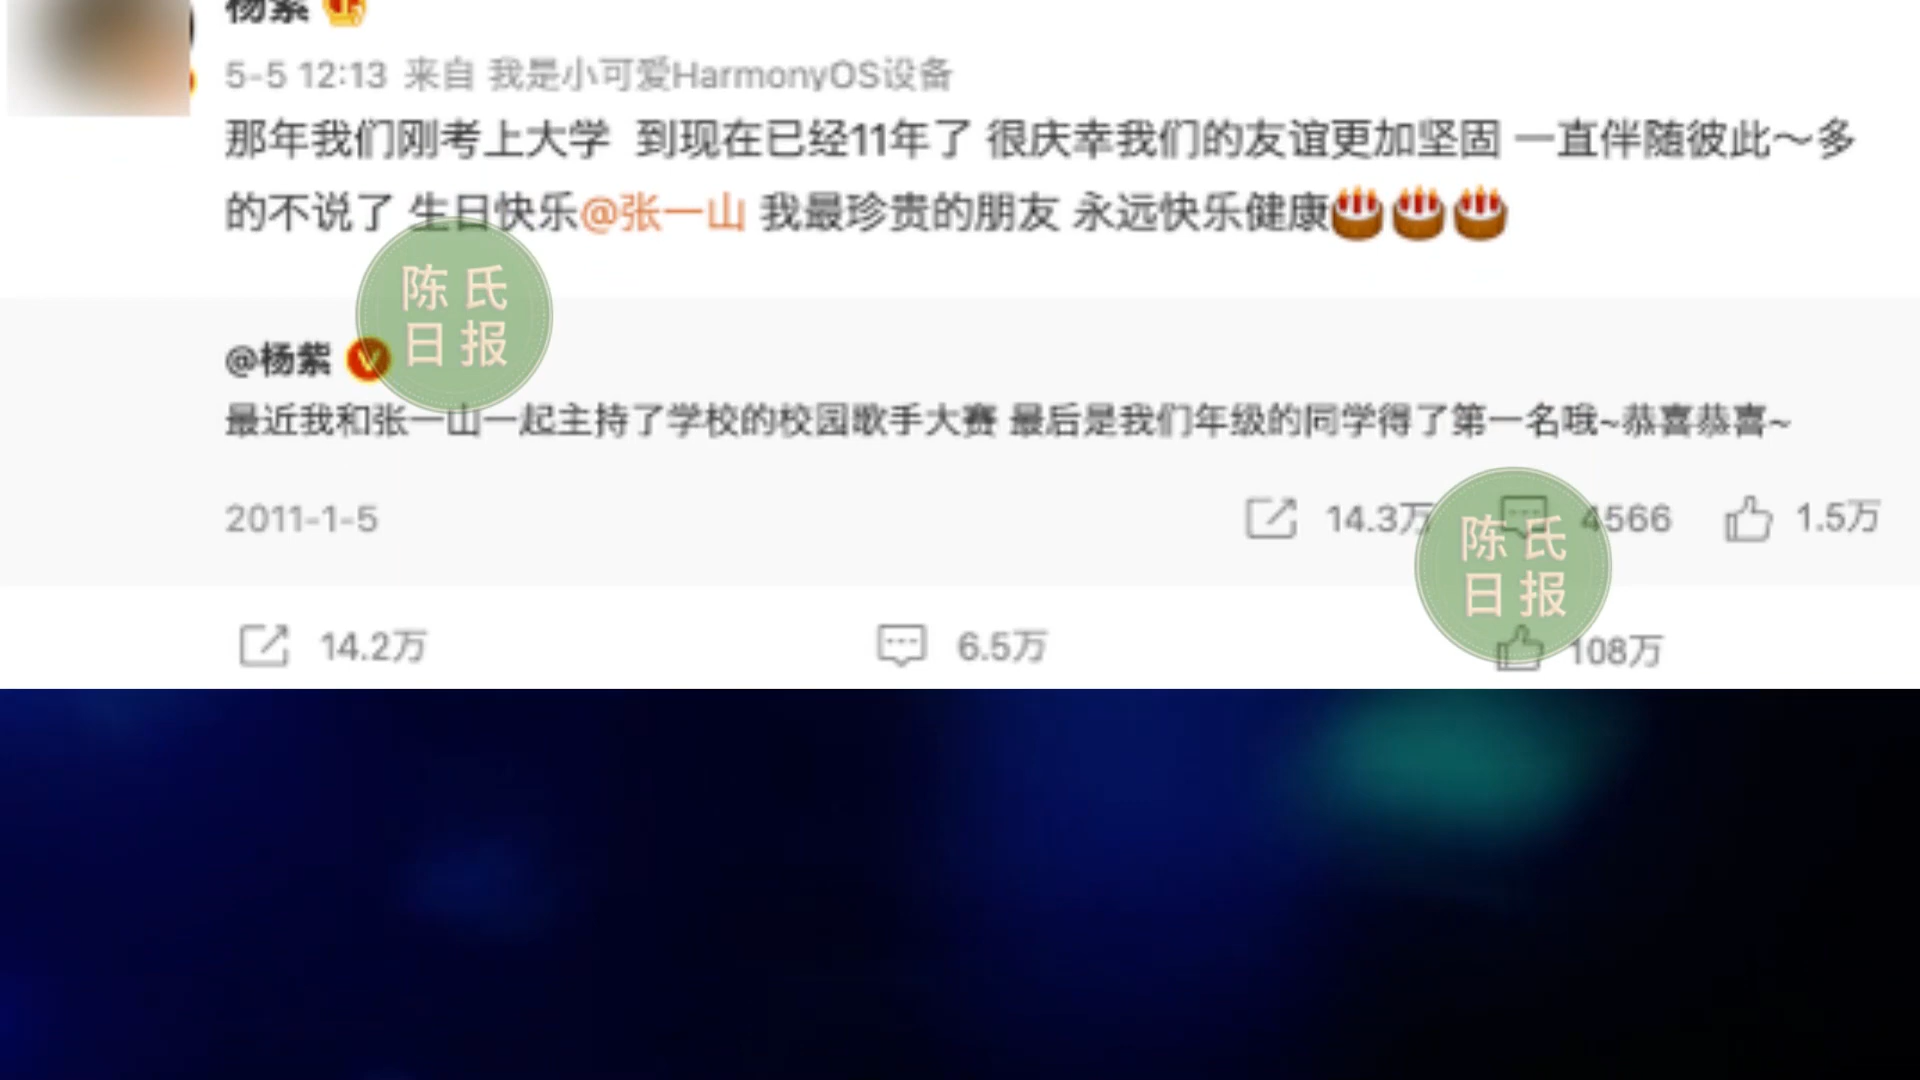 杨紫
5-5 12:13 来自 我是小可爱HarmonyOS设备
那年我们刚考上大学 到现在已经11年了 很庆幸我们的友谊更加坚固 一直伴随彼此～多
的不说了 生日快乐@张一山 我最珍贵的朋友 永远快乐健康
陈氏
日报
@杨紫
最近我和张一山一起主持了学校的校园歌手大赛 最后是我们年级的同学得了第一名哦~恭喜恭喜~
2011-1-5 14.3万 4566 1.5万
陈氏
日报
14.2万 6.5万 108万